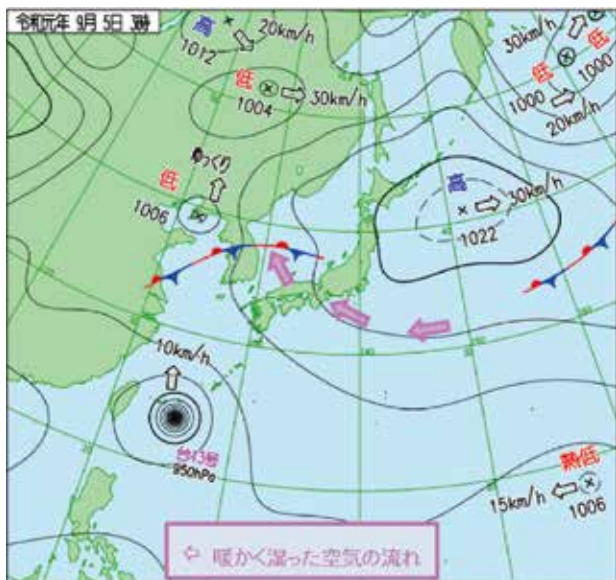 令和元年 9月 5日 3時
高
1012
20km/h
低
1004
30km/h
30km/h
低
低
1000
1000
20km/h
ゆっくり
低
1006
高
30km/h
1022
10km/h
台13号
950hPa
熱低
15km/h
1006
⇦ 暖かく湿った空気の流れ